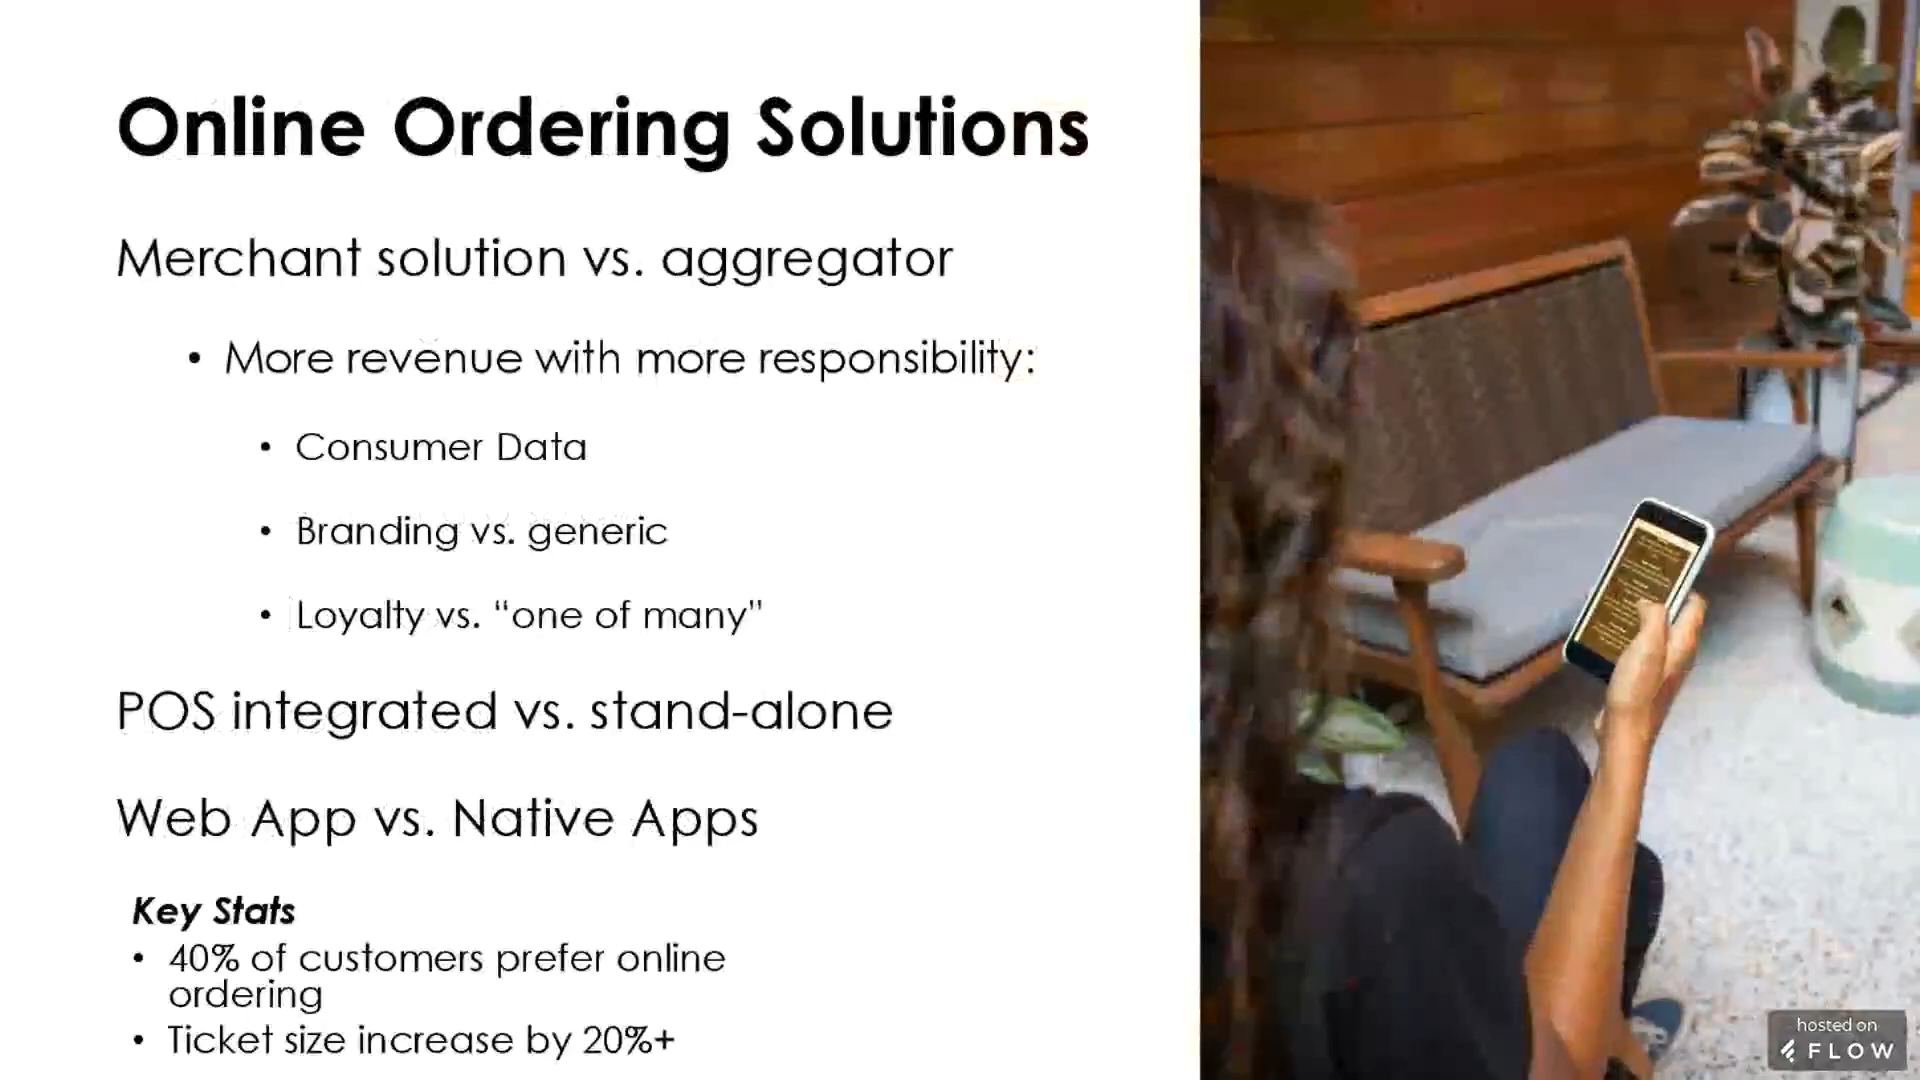 Online Ordering Solutions
Merchant solution vs. aggregator
• More revenue with more responsibility:
• Consumer Data
• Branding vs. generic
• Loyalty vs. “one of many”
POS integrated vs. stand-alone
Web App vs. Native Apps
Key Stats
• 40% of customers prefer online
ordering
• Ticket size increase by 20%+
hosted on
FLOW